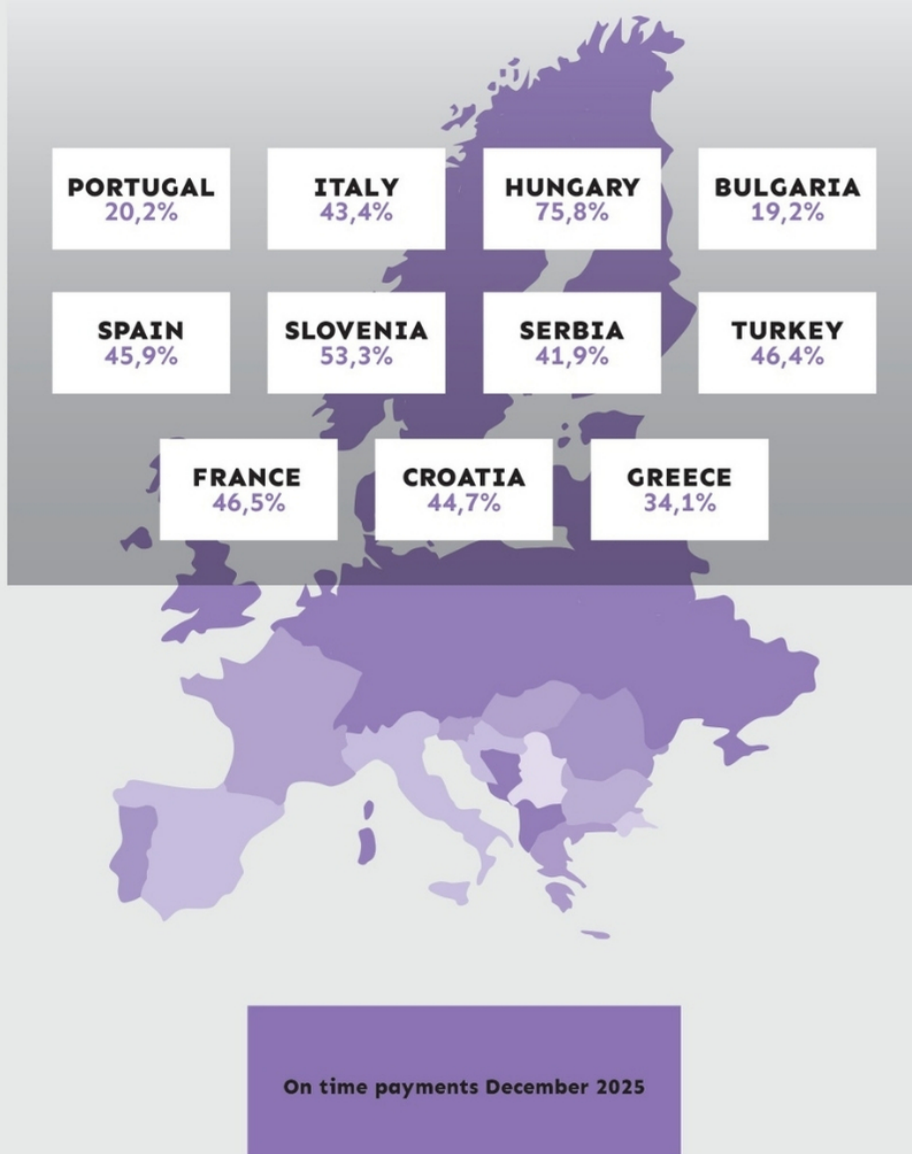 PORTUGAL
20,2%
ITALY
43,4%
HUNGARY
75,8%
BULGARIA
19,2%
SPAIN
45,9%
SLOVENIA
53,3%
SERBIA
41,9%
TURKEY
46,4%
FRANCE
46,5%
CROATIA
44,7%
GREECE
34,1%
On time payments December 2025